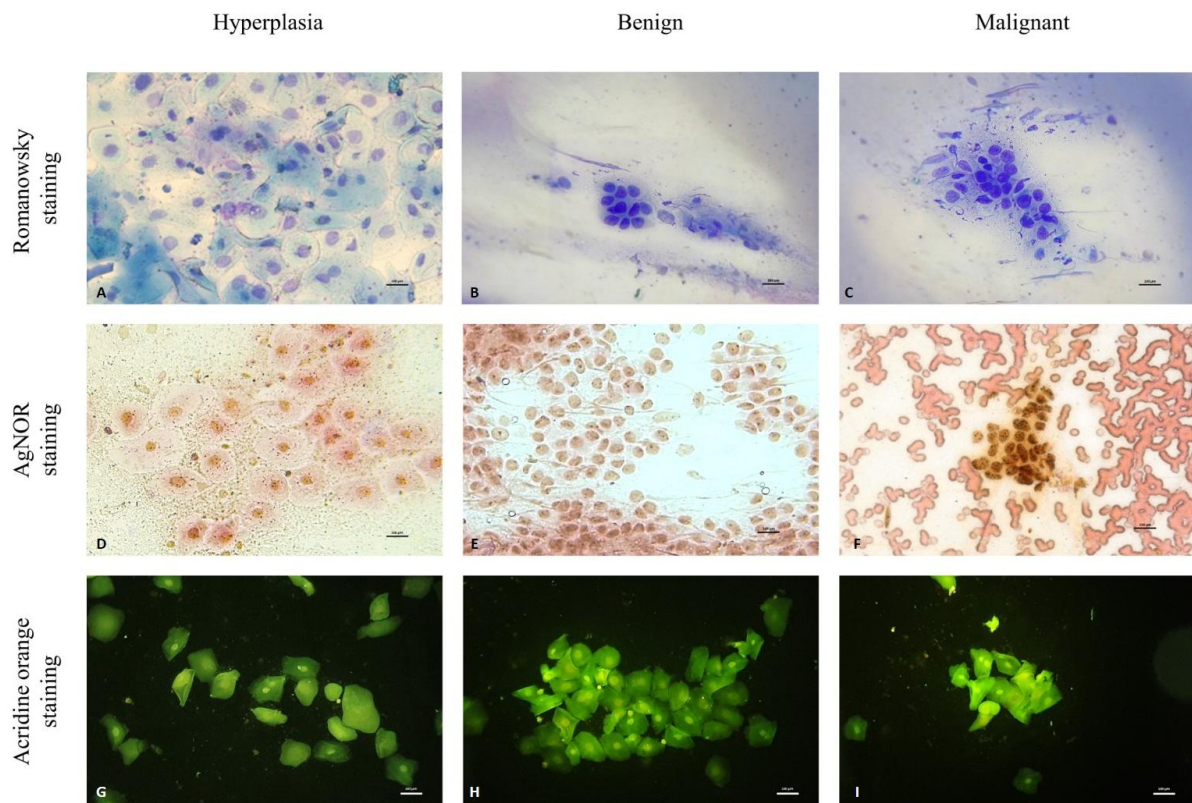 Hyperplasia
Benign
Malignant
Romanowsky
staining
A
B
C
AgNOR
staining
D
E
F
Acridine orange
staining
G
H
I